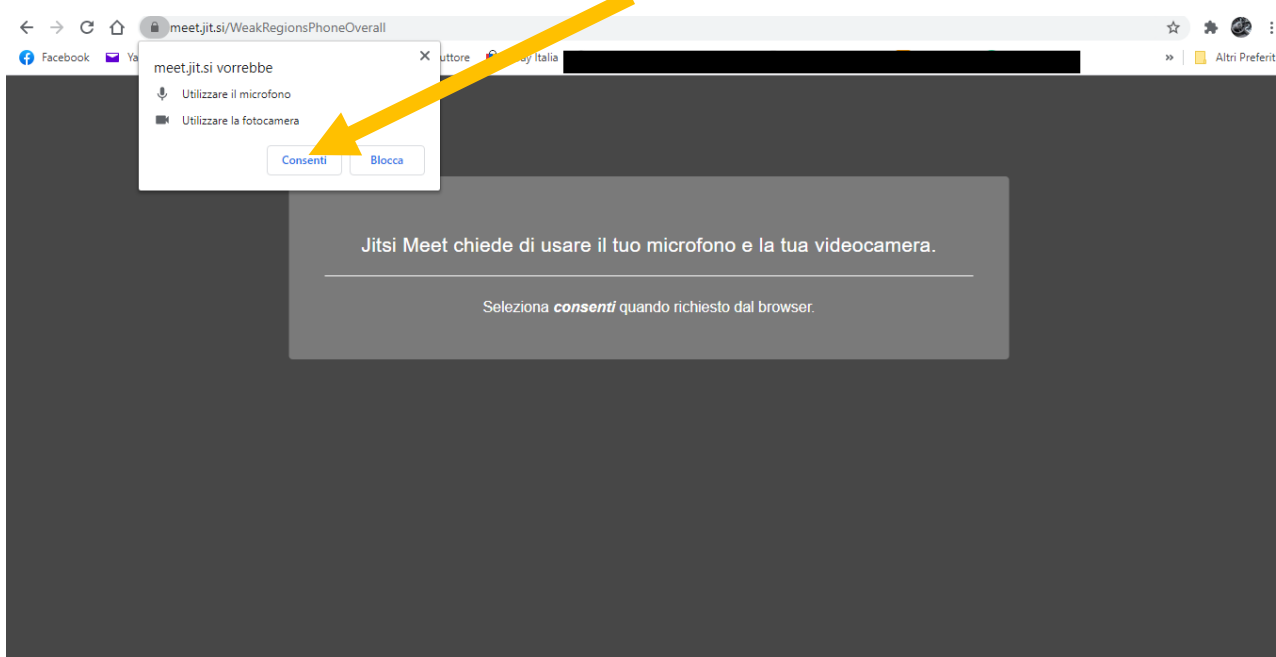 meet.jit.si/WeakRegionsPhoneOverall
Facebook Ya uttore Italia » Altri Preferit
meet.jit.si vorrebbe
Utilizzare il microfono
Utilizzare la fotocamera
Consenti Blocca
Jitsi Meet chiede di usare il tuo microfono e la tua videocamera.
Seleziona consenti quando richiesto dal browser.